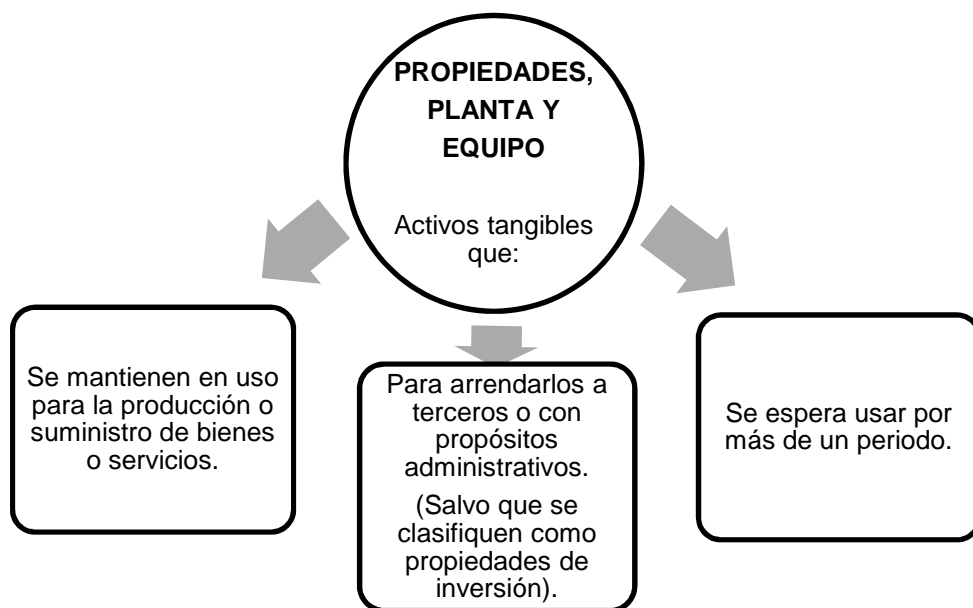 PROPIEDADES,
PLANTA Y
EQUIPO
Activos tangibles
que:
Se mantienen en uso
para la producción o
suministro de bienes
o servicios.
Para arrendarlos a
terceros o con
propósitos
administrativos.
(Salvo que se
clasifiquen como
propiedades de
inversión).
Se espera usar por
más de un periodo.